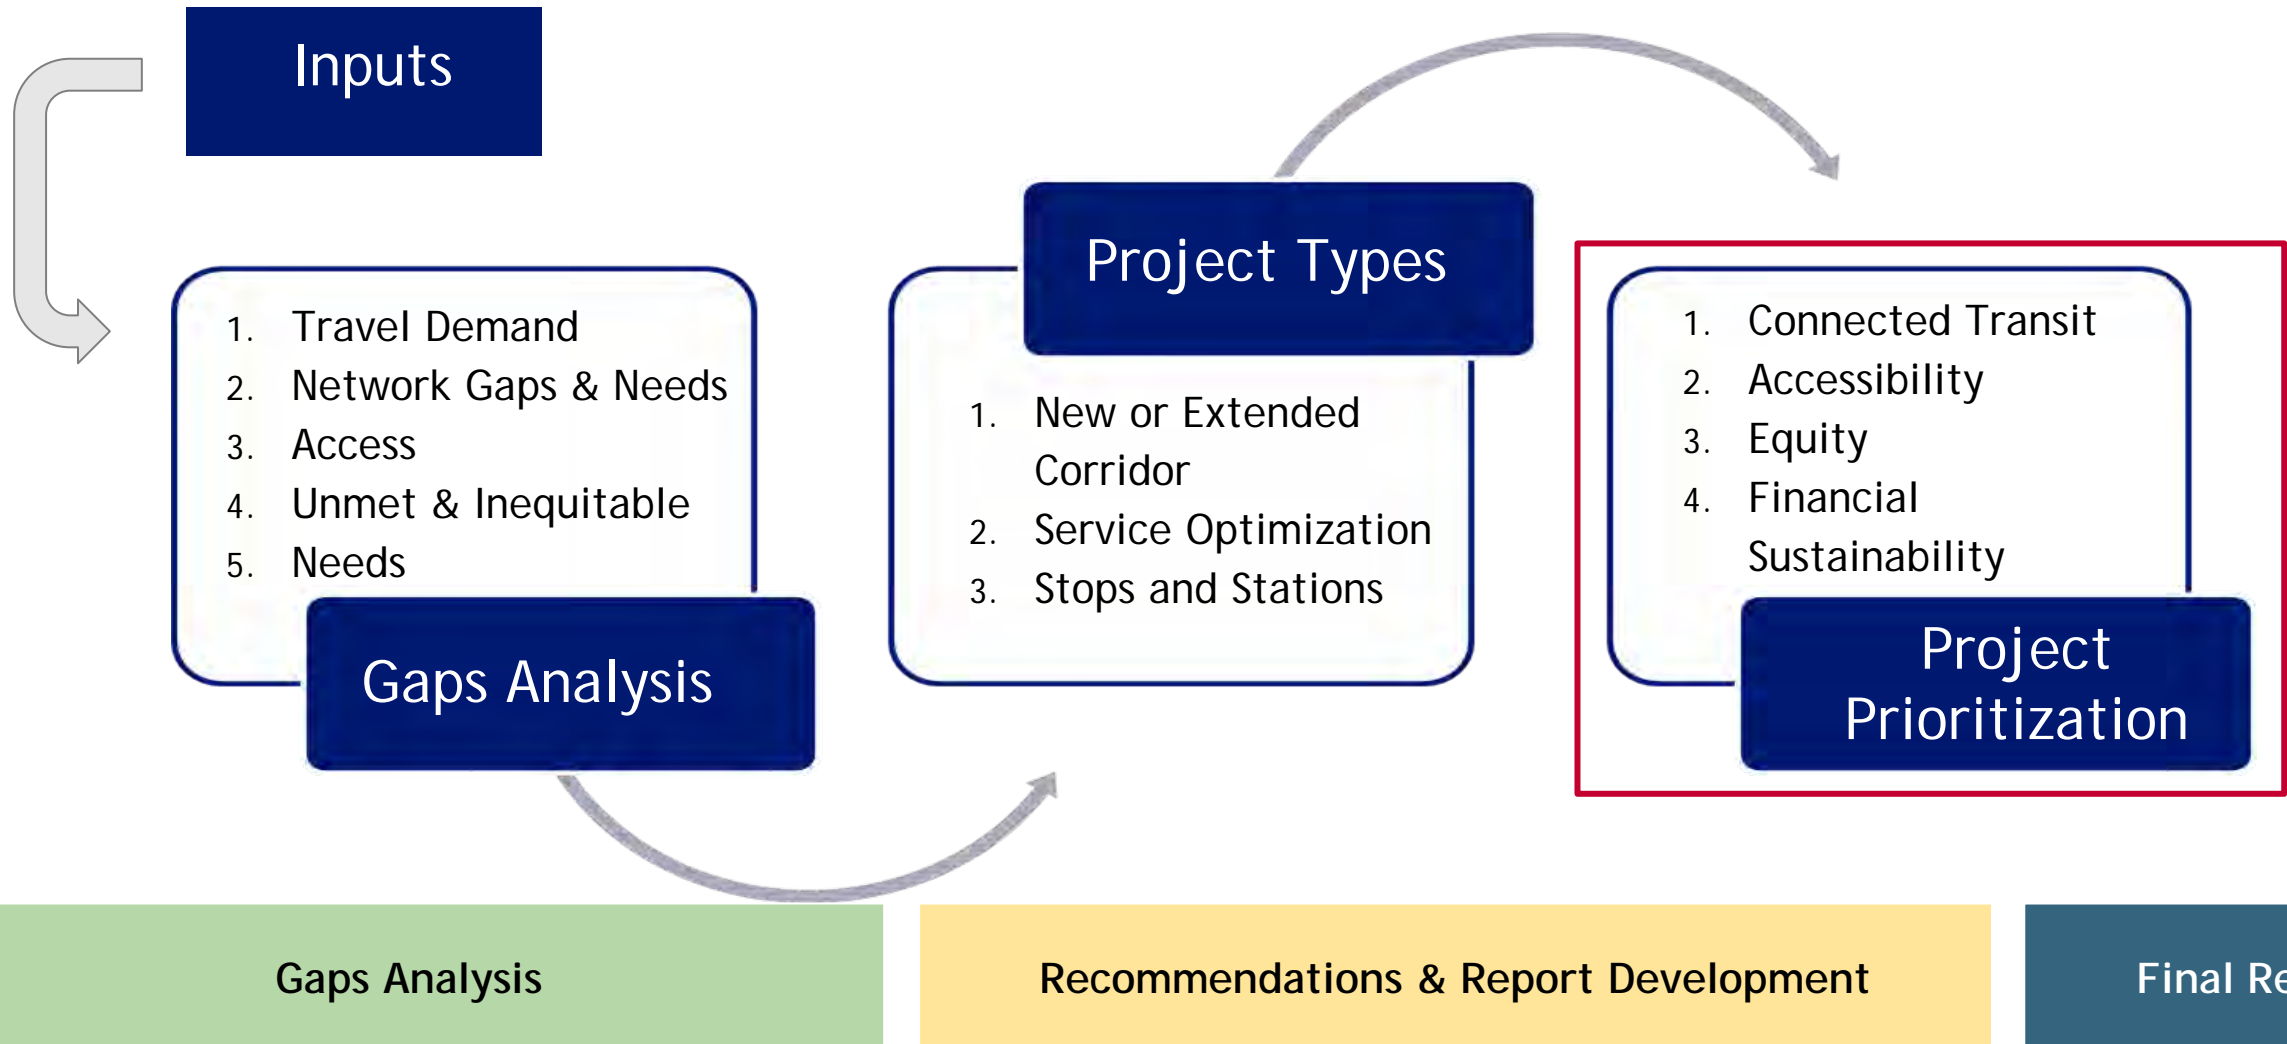 Inputs
1. Travel Demand
2. Network Gaps & Needs
3. Access
4. Unmet & Inequitable
5. Needs
Gaps Analysis
Project Types
1. New or Extended
Corridor
2. Service Optimization
3. Stops and Stations
1. Connected Transit
2. Accessibility
3. Equity
4. Financial
Sustainability
Project
Prioritization
Gaps Analysis
Recommendations & Report Development
Final Re